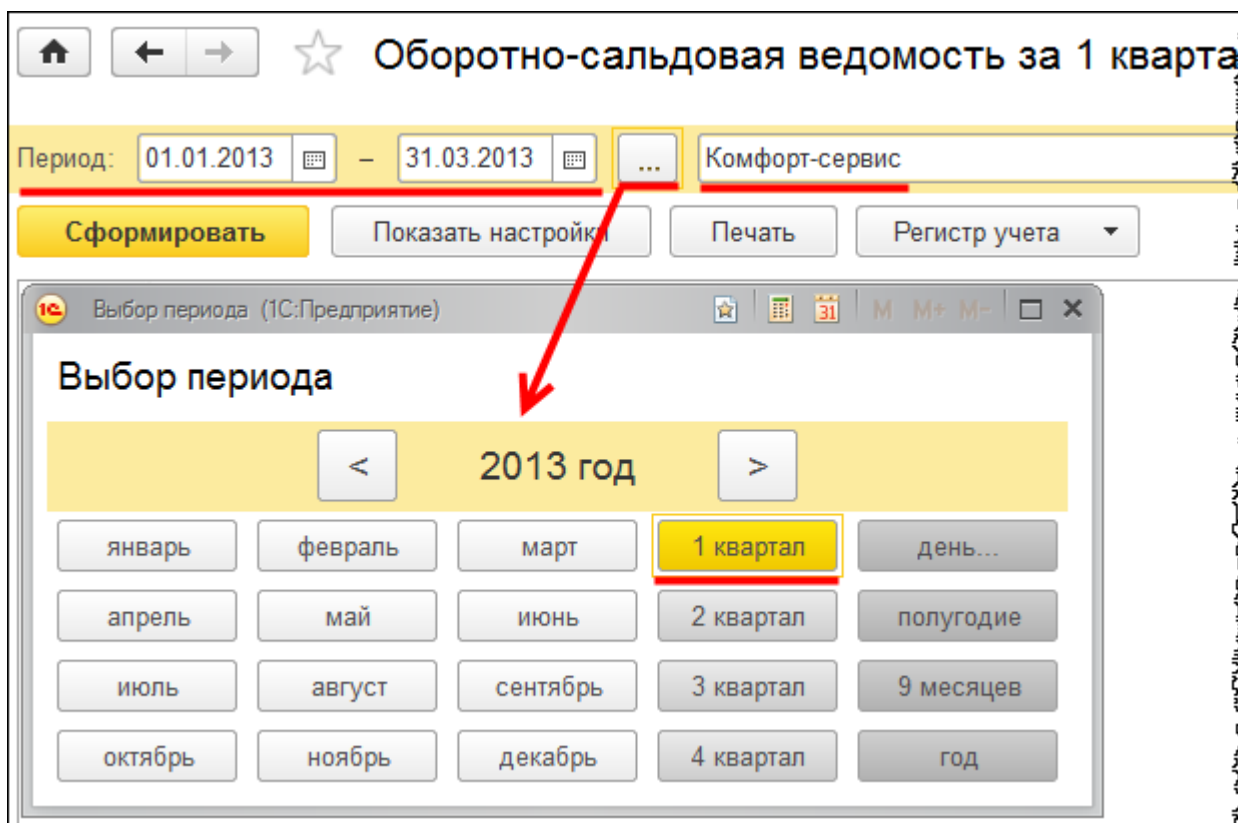 Оборотно-сальдовая ведомость за 1 кварта
Период: 01.01.2013 – 31.03.2013 ... Комфорт-сервис
Сформировать Показать настройки Печать Регистр учета
1С Выбор периода (1С:Предприятие) 31 M M+ M-
Выбор периода
< 2013 год >
январь февраль март 1 квартал день...
апрель май июнь 2 квартал полугодие
июль август сентябрь 3 квартал 9 месяцев
октябрь ноябрь декабрь 4 квартал год